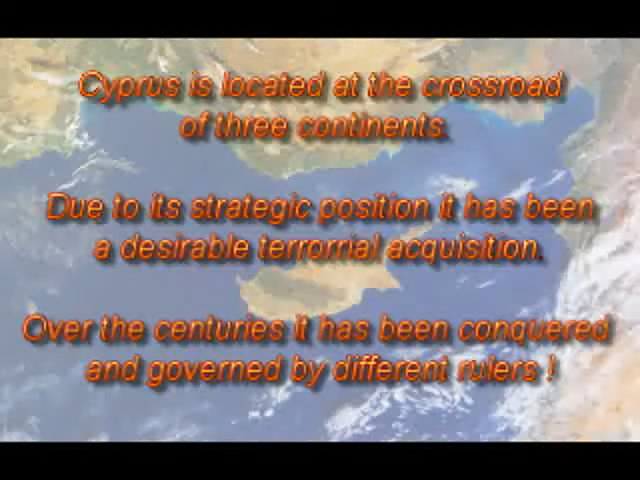 Cyprus is located at the crossroad
of three continents.
Due to its strategic position it has been
a desirable terrorrial acquisition.
Over the centuries it has been conquered
and governed by different rulers !